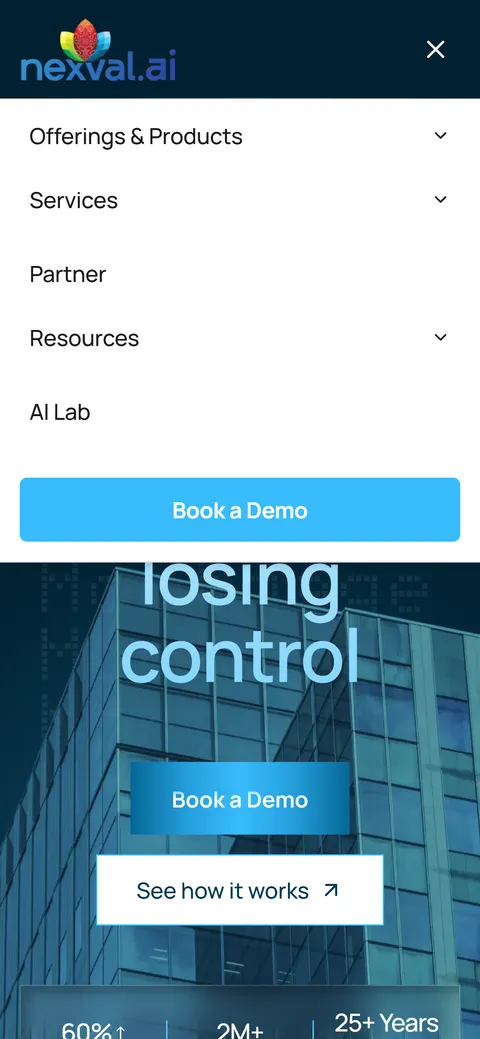 nexval.ai
Offerings & Products
Services
Partner
Resources
AI Lab
Book a Demo
losing
control
Book a Demo
See how it works
60%↑
2M+
25+ Years